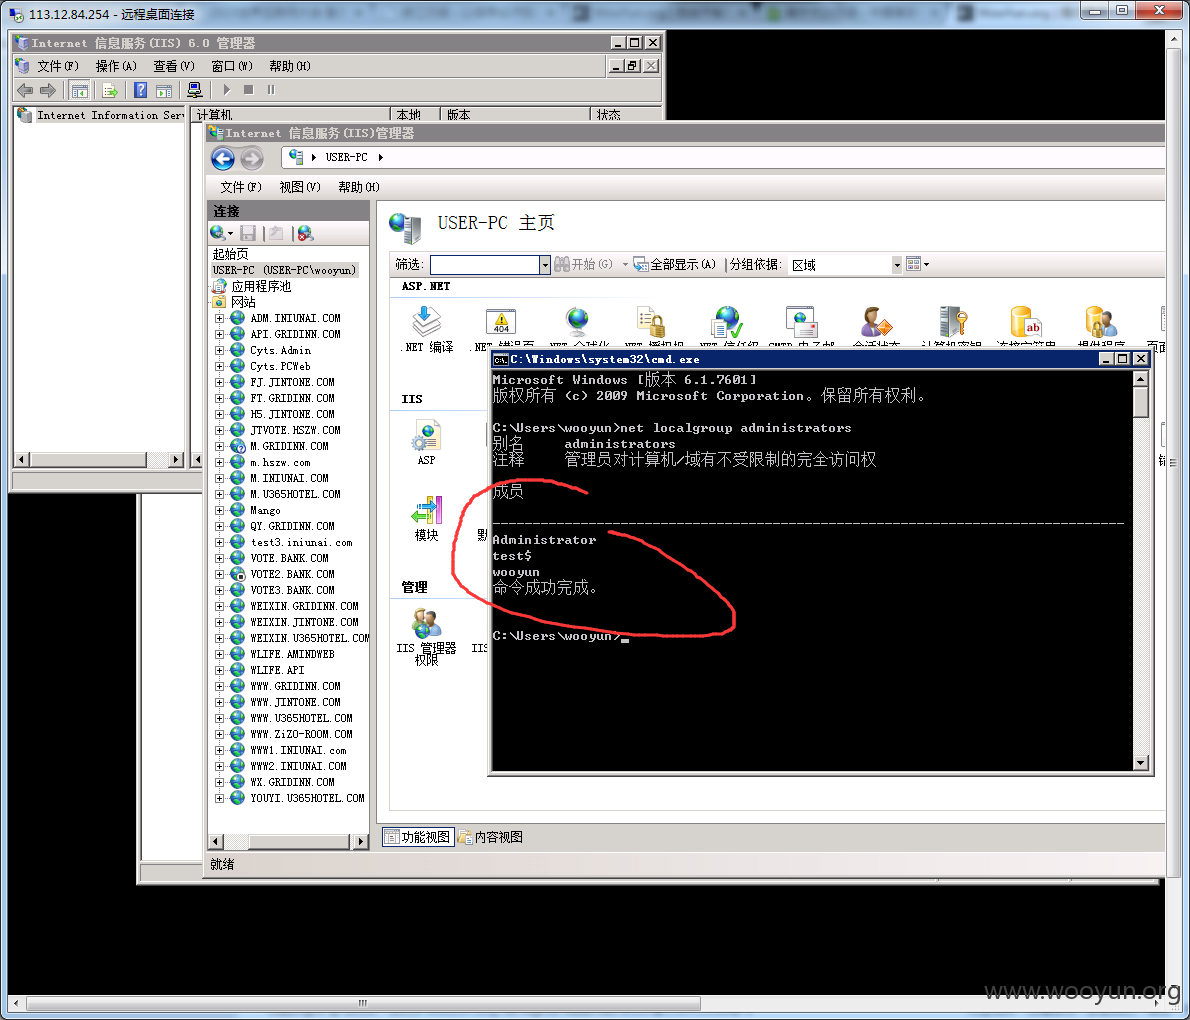 113.12.84.254 - 远程桌面连接
Internet 信息服务(IIS) 6.0 管理器
文件(F) 操作(A) 查看(V) 窗口(W) 帮助(H)
Internet Information Ser
计算机 本地 版本 状态
Internet 信息服务(IIS)管理器
USER-PC
文件(F) 视图(V) 帮助(H)
连接
起始页
USER-PC (USER-PC\wooyun)
应用程序池
网站
ADM.INIUNAI.COM
API.GRIDINN.COM
Cyts.Admin
Cyts.PCWeb
FJ.JINTONE.COM
FT.GRIDINN.COM
H5.JINTONE.COM
JTVOTE.HSZW.COM
M.GRIDINN.COM
m.hszw.com
M.INIUNAI.COM
M.U365HOTEL.COM
Mango
QY.GRIDINN.COM
test3.iniunai.com
VOTE.BANK.COM
VOTE2.BANK.COM
VOTE3.BANK.COM
WEIXIN.GRIDINN.COM
WEIXIN.JINTONE.COM
WEIXIN.U365HOTEL.COM
WLIFE.AMINDWEB
WLIFE.API
WWW.GRIDINN.COM
WWW.JINTONE.COM
WWW.U365HOTEL.COM
WWW.ZiZO-ROOM.COM
WWW1.INIUNAI.com
WWW2.INIUNAI.COM
WX.GRIDINN.COM
YOUYI.U365HOTEL.COM
就绪
USER-PC 主页
筛选: 开始(G) 全部显示(A) 分组依据: 区域
ASP.NET
404
ab
.NET 编译
IIS
ASP
模块
管理
IIS 管理器
权限
IIS
功能视图 内容视图
C:\Windows\system32\cmd.exe
Microsoft Windows [版本 6.1.7601]
版权所有 (c) 2009 Microsoft Corporation。保留所有权利。
C:\Users\wooyun>net localgroup administrators
别名 administrators
注释 管理员对计算机/域有不受限制的完全访问权
成员
-------------------------------------------------------------------------------
Administrator
test$
wooyun
命令成功完成。
C:\Users\wooyun>_
www.wooyun.org